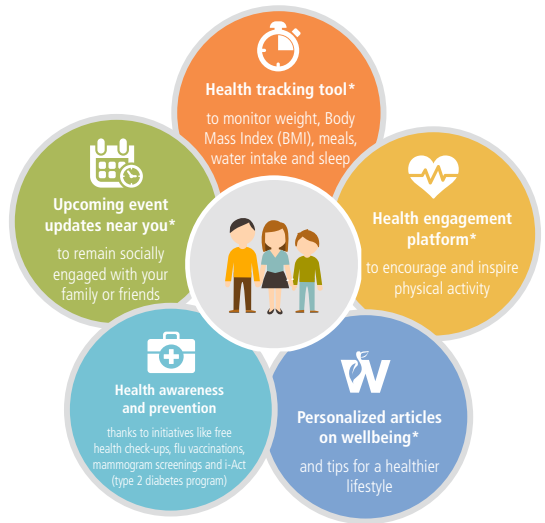 Health tracking tool*
to monitor weight, Body
Mass Index (BMI), meals,
water intake and sleep
Upcoming event
updates near you*
to remain socially
engaged with your
family or friends
Health engagement
platform*
to encourage and inspire
physical activity
Health awareness
and prevention
thanks to initiatives like free
health check-ups, flu vaccinations,
mammogram screenings and i-Act
(type 2 diabetes program)
W
Personalized articles
on wellbeing*
and tips for a healthier
lifestyle